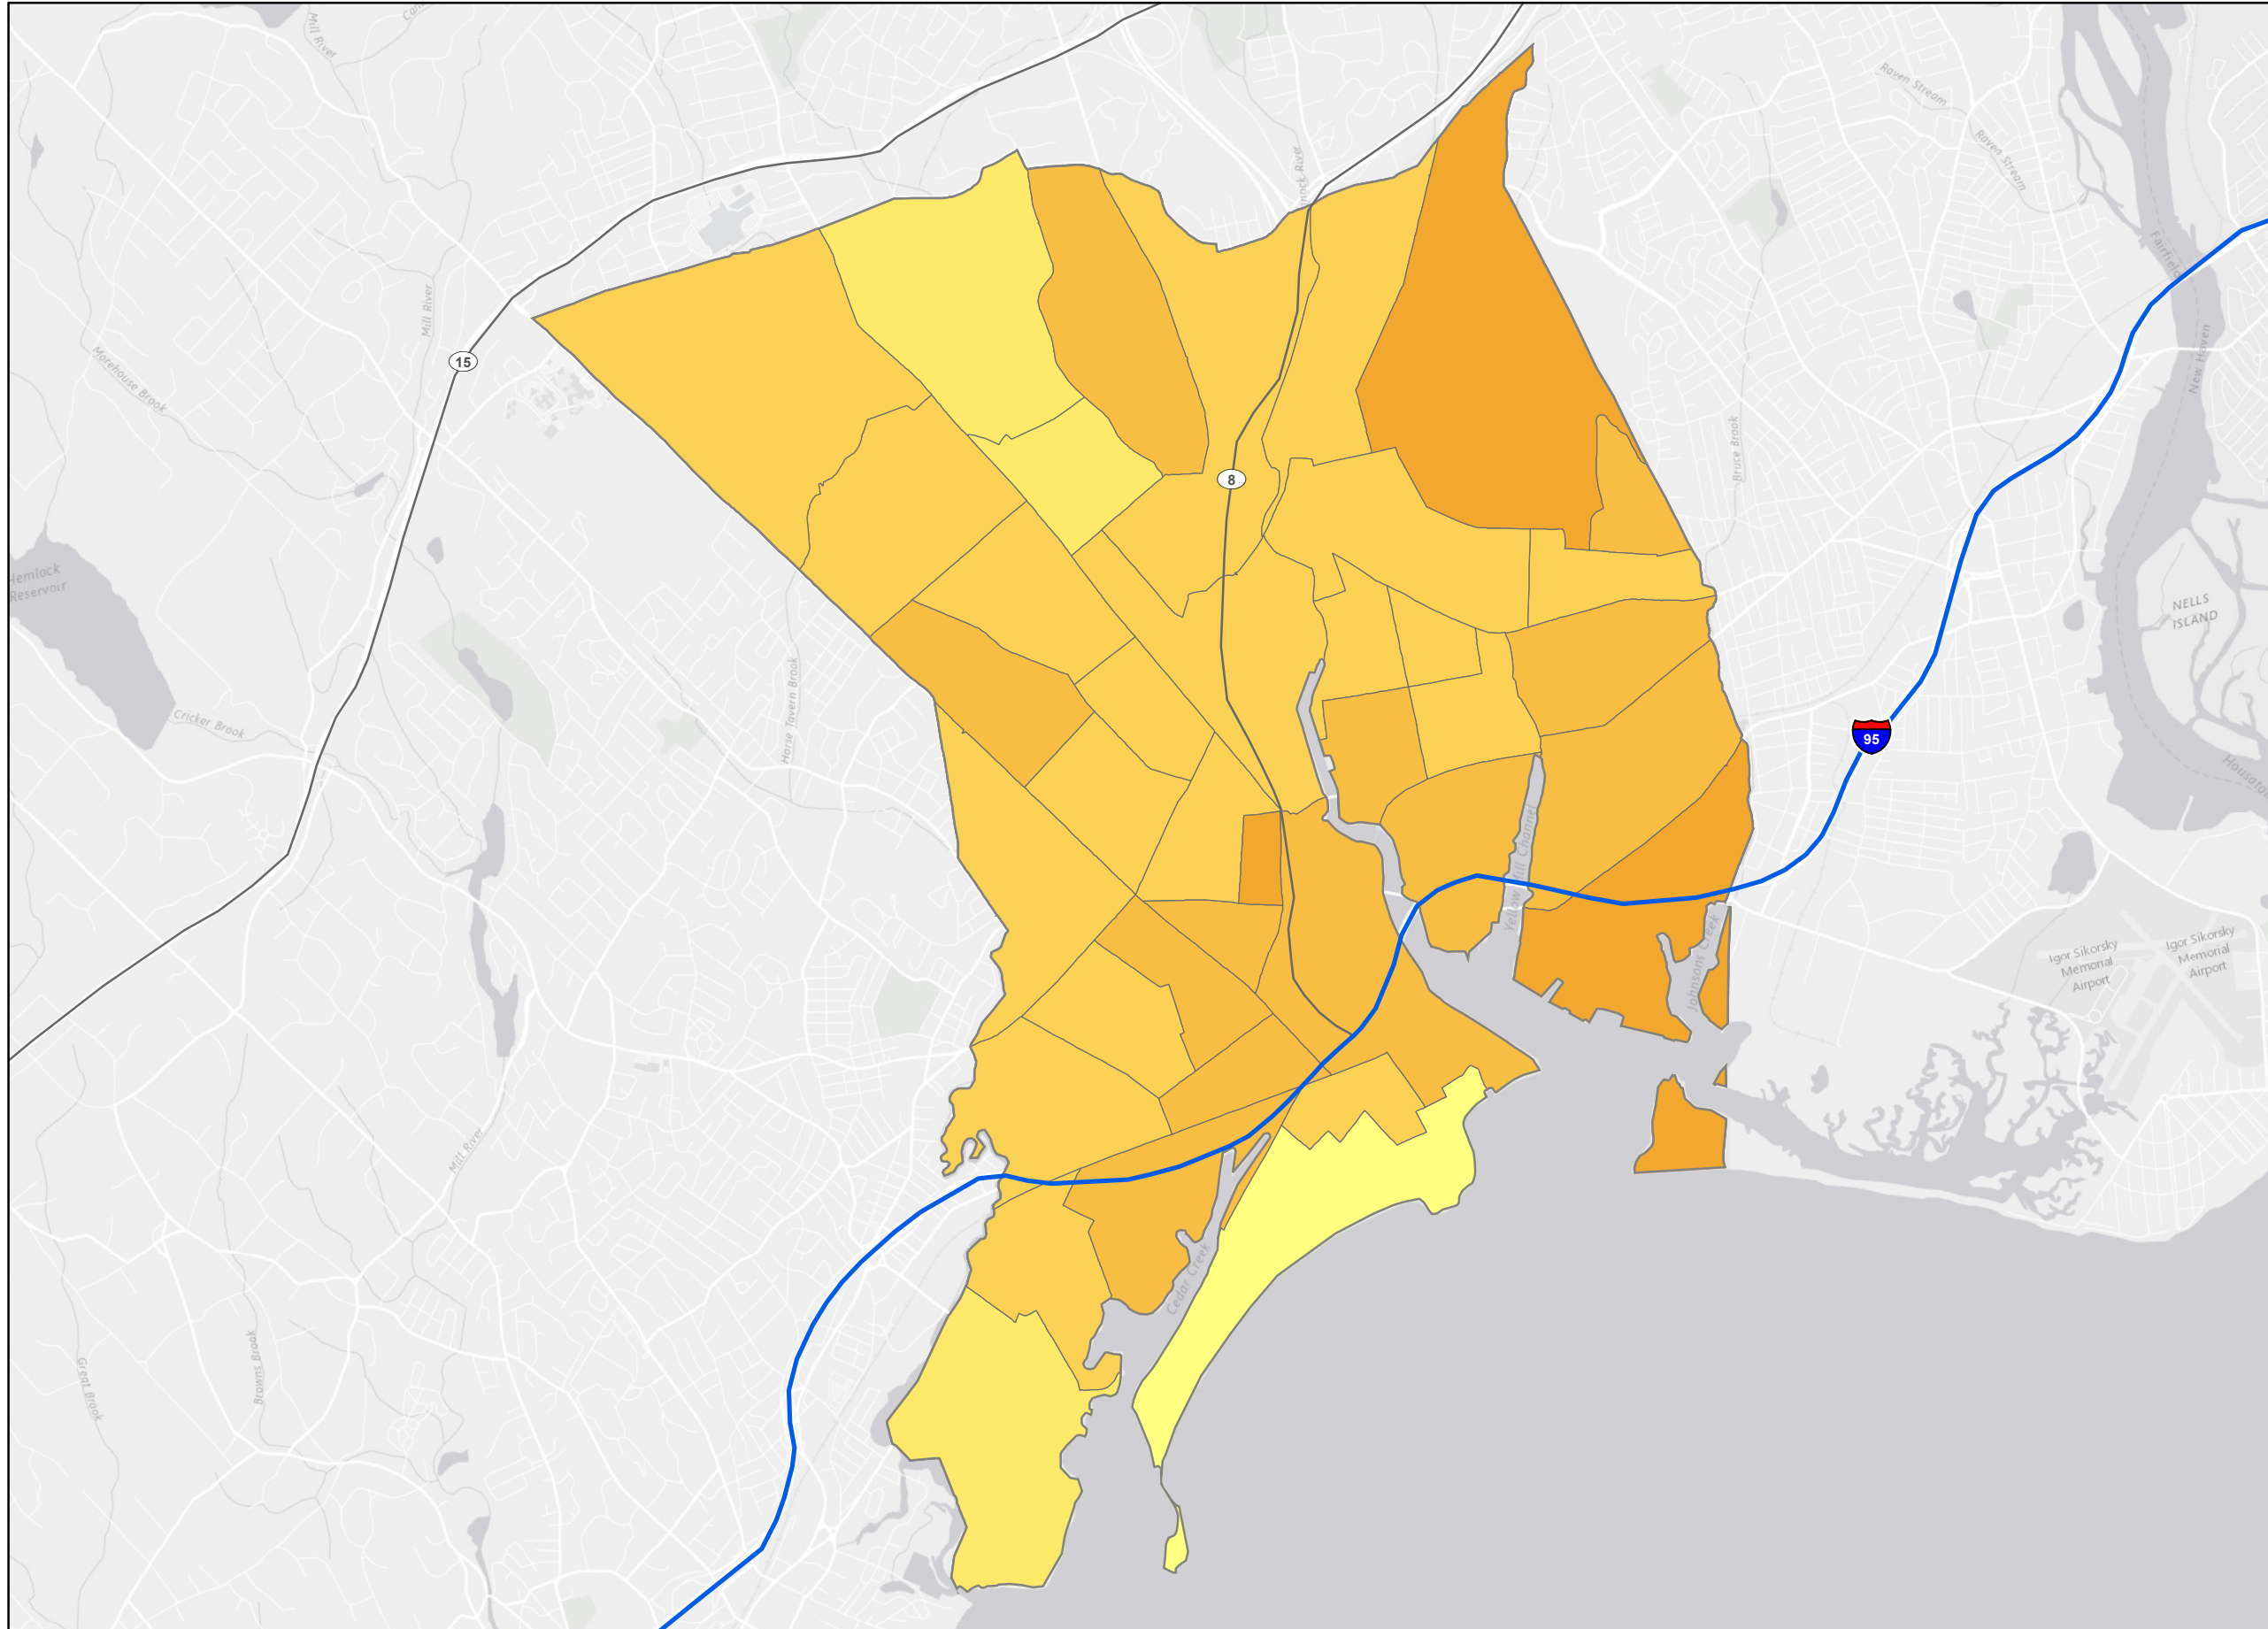 Mill River
Raven Stream
Raven Stream
Mill River
Fairfield
New Haven
15
Morehouse Brook
8
Bruce Brook
Hemlock
Reservoir
NELLS
ISLAND
Horse Tavern Brook
Cricker Brook
95
Yellow Mill Channel
Igor Sikorsky
Memorial
Airport
Igor Sikorsky
Memorial
Airport
Johnsons Creek
Mill River
Cedar Creek
Browns Brook
Great Brook